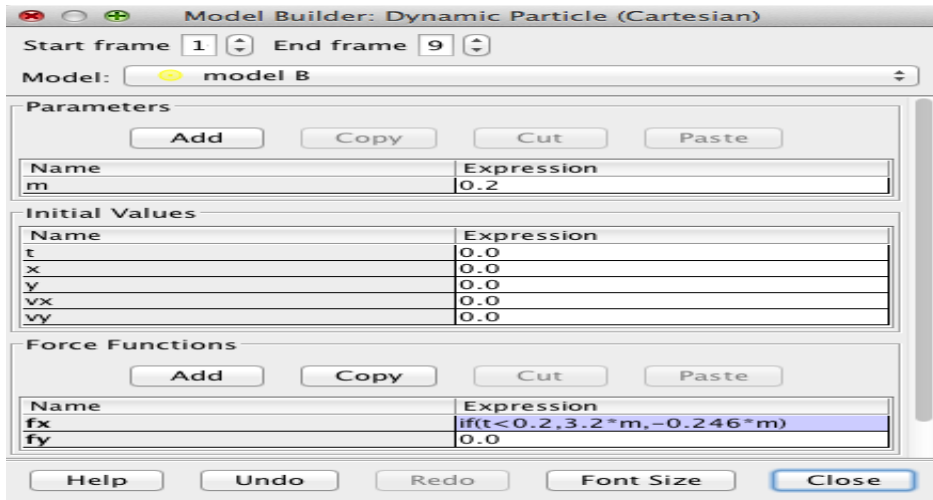 Model Builder: Dynamic Particle (Cartesian)
Start frame 1 End frame 9
Model: model B
Parameters
Add Copy Cut Paste
Name Expression
m 0.2
Initial Values
Name Expression
t 0.0
x 0.0
y 0.0
vx 0.0
vy 0.0
Force Functions
Add Copy Cut Paste
Name Expression
fx if(t<0.2,3.2*m,-0.246*m)
fy 0.0
Help Undo Redo Font Size Close